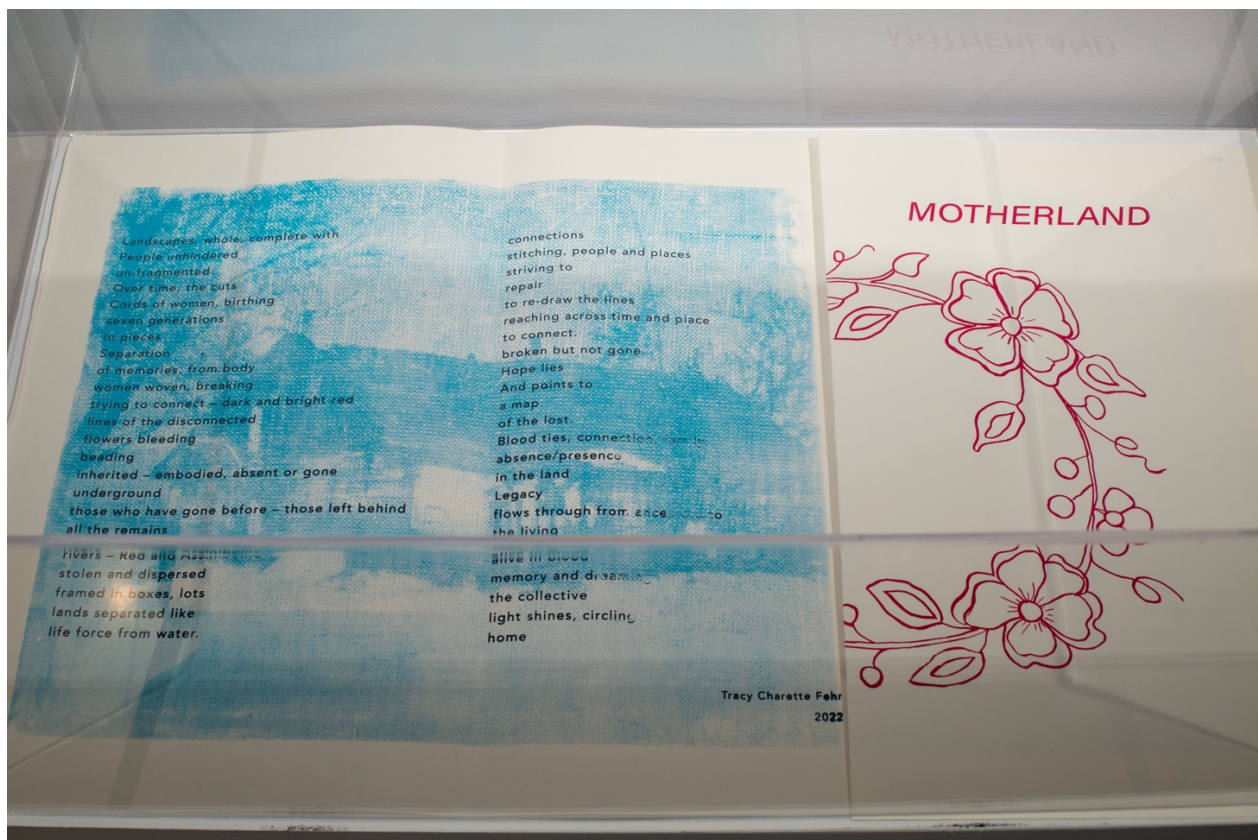 Landscapes, whole, complete with
People unhindered
un-fragmented
Over time, the cuts
Cords of women, birthing
seven generations
In pieces
Separation
of memories, from body
women woven, breaking
trying to connect – dark and bright red
lines of the disconnected
flowers bleeding
beading
inherited – embodied, absent or gone
underground
those who have gone before – those left behind
all the remains
rivers – Red and Assiniboine
stolen and dispersed
framed in boxes, lots
lands separated like
life force from water.
connections
stitching, people and places
striving to
repair
to re-draw the lines
reaching across time and place
to connect.
broken but not gone
Hope lies
And points to
a map
of the lost.
Blood ties, connection,
absence/presence
in the land
Legacy
flows through from to
the living
alive in blood
memory and
the collective
light shines, circling
home
Tracy Charette Fehr
2022
MOTHERLAND
MOTHERLAND